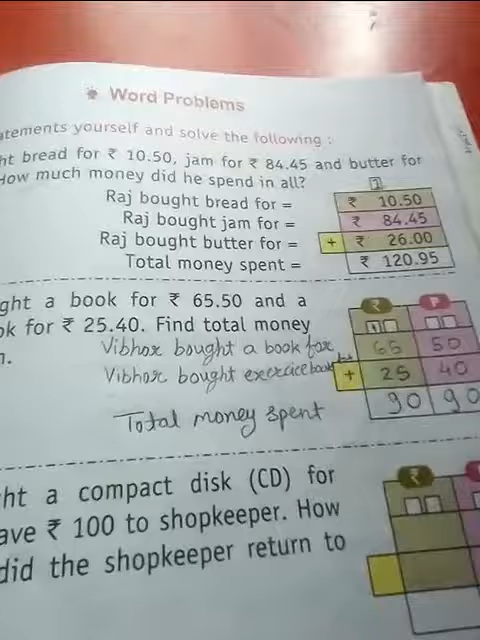 Word Problems
atements yourself and solve the following :
ht bread for ₹ 10.50, jam for ₹ 84.45 and butter for
How much money did he spend in all?
1
Raj bought bread for = ₹ 10.50
Raj bought jam for = ₹ 84.45
Raj bought butter for = + ₹ 26.00
Total money spent = ₹ 120.95
ght a book for ₹ 65.50 and a
ok for ₹ 25.40. Find total money
n.
₹ P
1
Vibhor bought a book for 65 50
Vibhor bought exercice book + 25 40
Total money spent 90 90
ht a compact disk (CD) for
ave ₹ 100 to shopkeeper. How
did the shopkeeper return to
₹